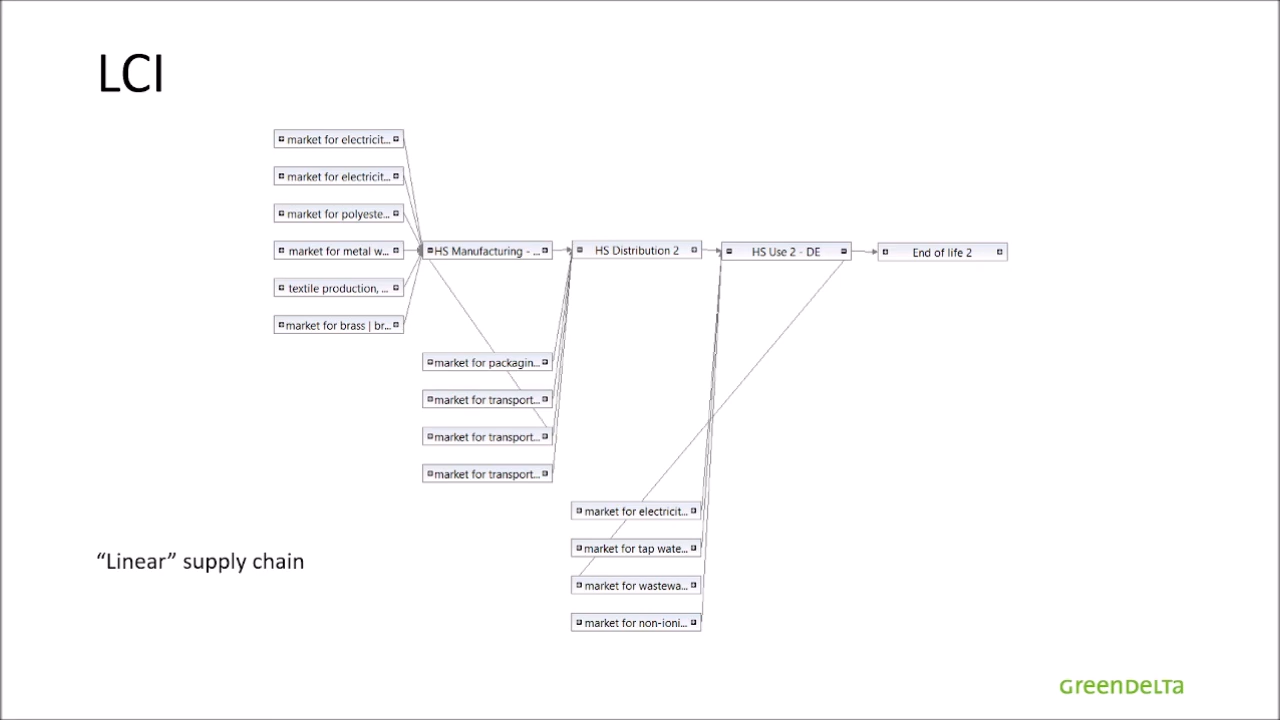 LCI
market for electricit...
market for electricit...
market for polyeste...
market for metal w...
HS Manufacturing - ...
HS Distribution 2
HS Use 2 - DE
End of life 2
textile production, ...
market for brass | br...
market for packagin...
market for transport...
market for transport...
market for transport...
market for electricit...
market for tap wate...
“Linear” supply chain
market for wastewa...
market for non-ioni...
GREENDELTA